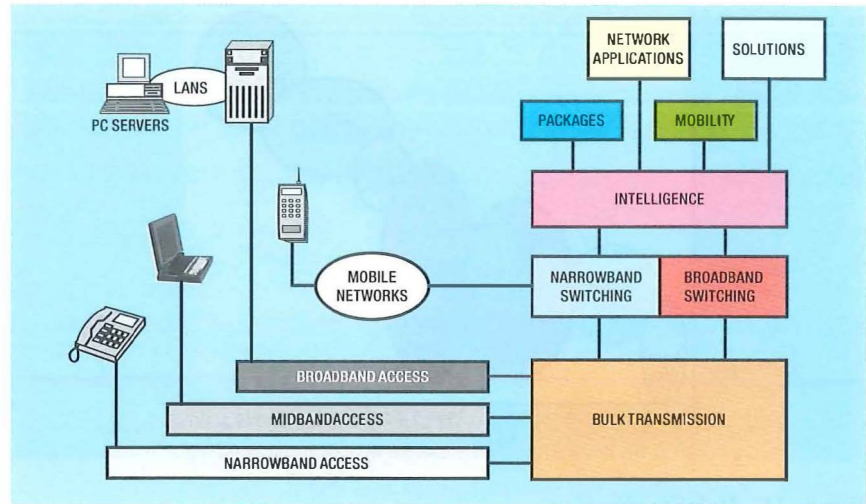 NETWORK
APPLICATIONS
SOLUTIONS
LANS
PC SERVERS
PACKAGES
MOBILITY
INTELLIGENCE
MOBILE
NETWORKS
NARROWBAND
SWITCHING
BROADBAND
SWITCHING
BROADBAND ACCESS
MIDBANDACCESS
BULK TRANSMISSION
NARROWBAND ACCESS